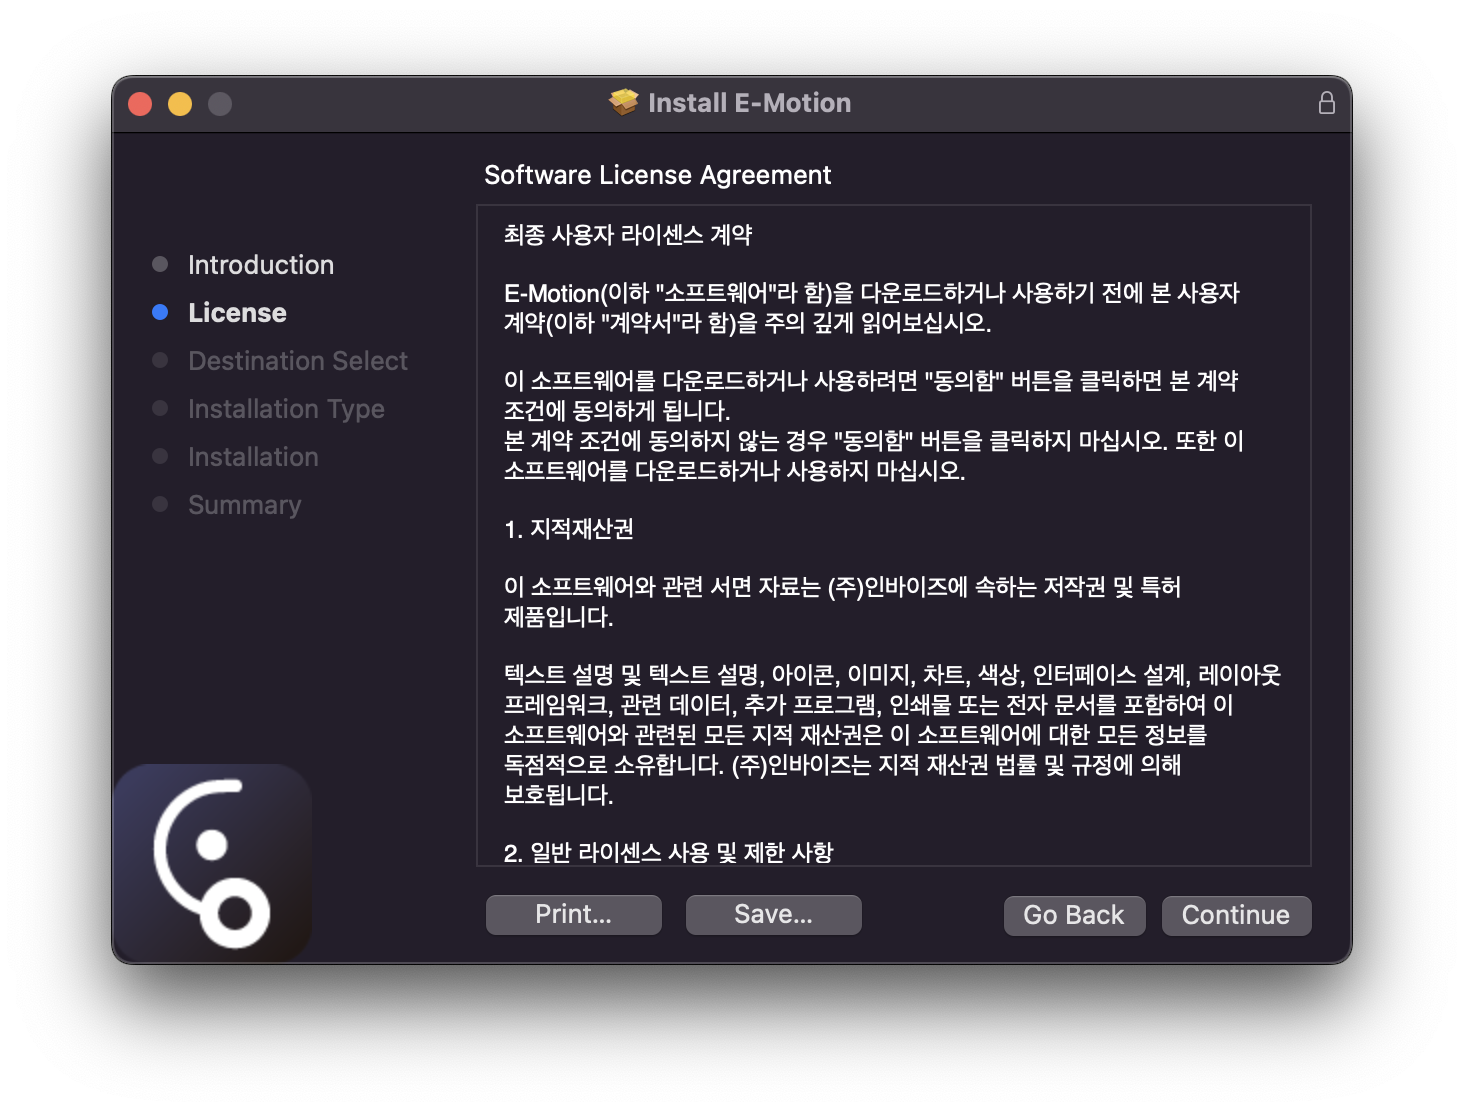 Install E-Motion
Software License Agreement
Introduction
License
Destination Select
Installation Type
Installation
Summary
최종 사용자 라이센스 계약
E-Motion(이하 "소프트웨어"라 함)을 다운로드하거나 사용하기 전에 본 사용자
계약(이하 "계약서"라 함)을 주의 깊게 읽어보십시오.
이 소프트웨어를 다운로드하거나 사용하려면 "동의함" 버튼을 클릭하면 본 계약
조건에 동의하게 됩니다.
본 계약 조건에 동의하지 않는 경우 "동의함" 버튼을 클릭하지 마십시오. 또한 이
소프트웨어를 다운로드하거나 사용하지 마십시오.
1. 지적재산권
이 소프트웨어와 관련 서면 자료는 (주)인바이즈에 속하는 저작권 및 특허
제품입니다.
텍스트 설명 및 텍스트 설명, 아이콘, 이미지, 차트, 색상, 인터페이스 설계, 레이아웃
프레임워크, 관련 데이터, 추가 프로그램, 인쇄물 또는 전자 문서를 포함하여 이
소프트웨어와 관련된 모든 지적 재산권은 이 소프트웨어에 대한 모든 정보를
독점적으로 소유합니다. (주)인바이즈는 지적 재산권 법률 및 규정에 의해
보호됩니다.
2. 일반 라이센스 사용 및 제한 사항
Print...
Save...
Go Back
Continue